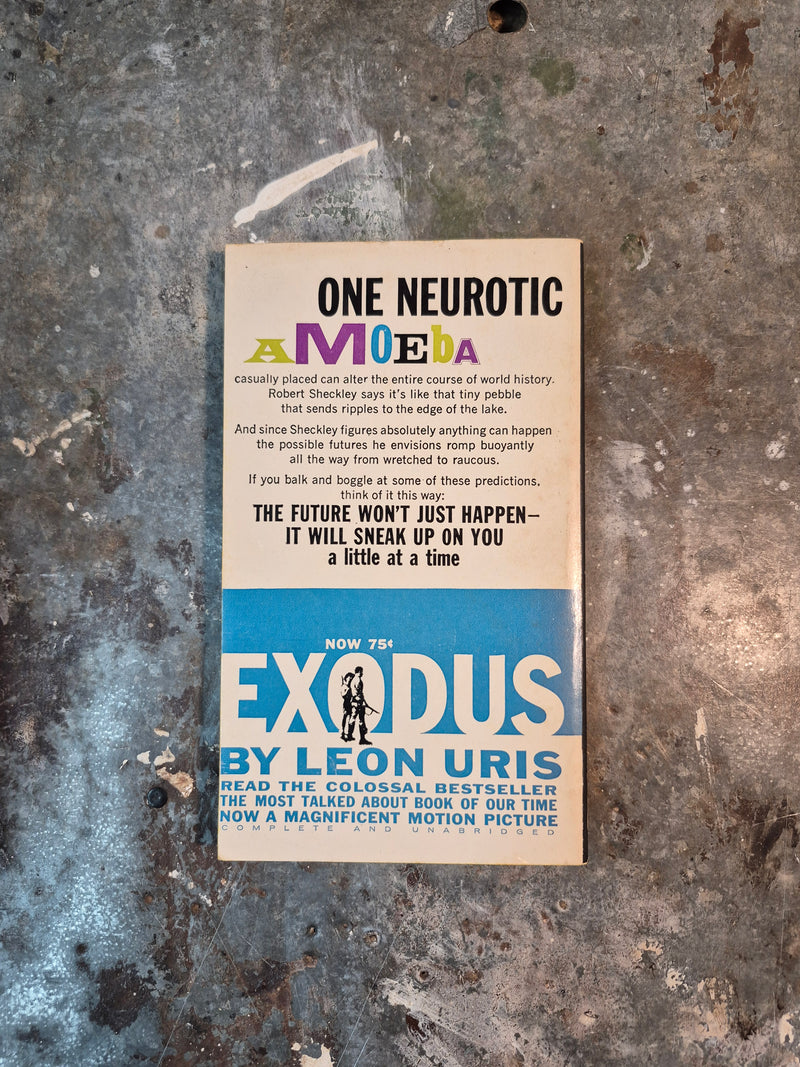 ONE NEUROTIC
AMOEbA
casually placed can alter the entire course of world history.
Robert Sheckley says it's like that tiny pebble
that sends ripples to the edge of the lake.
And since Sheckley figures absolutely anything can happen
the possible futures he envisions romp buoyantly
all the way from wretched to raucous.
If you balk and boggle at some of these predictions,
think of it this way:
THE FUTURE WON'T JUST HAPPEN—
IT WILL SNEAK UP ON YOU
a little at a time
NOW 75¢
EXODUS
BY LEON URIS
READ THE COLOSSAL BESTSELLER
THE MOST TALKED ABOUT BOOK OF OUR TIME
NOW A MAGNIFICENT MOTION PICTURE
COMPLETE AND UNABRIDGED